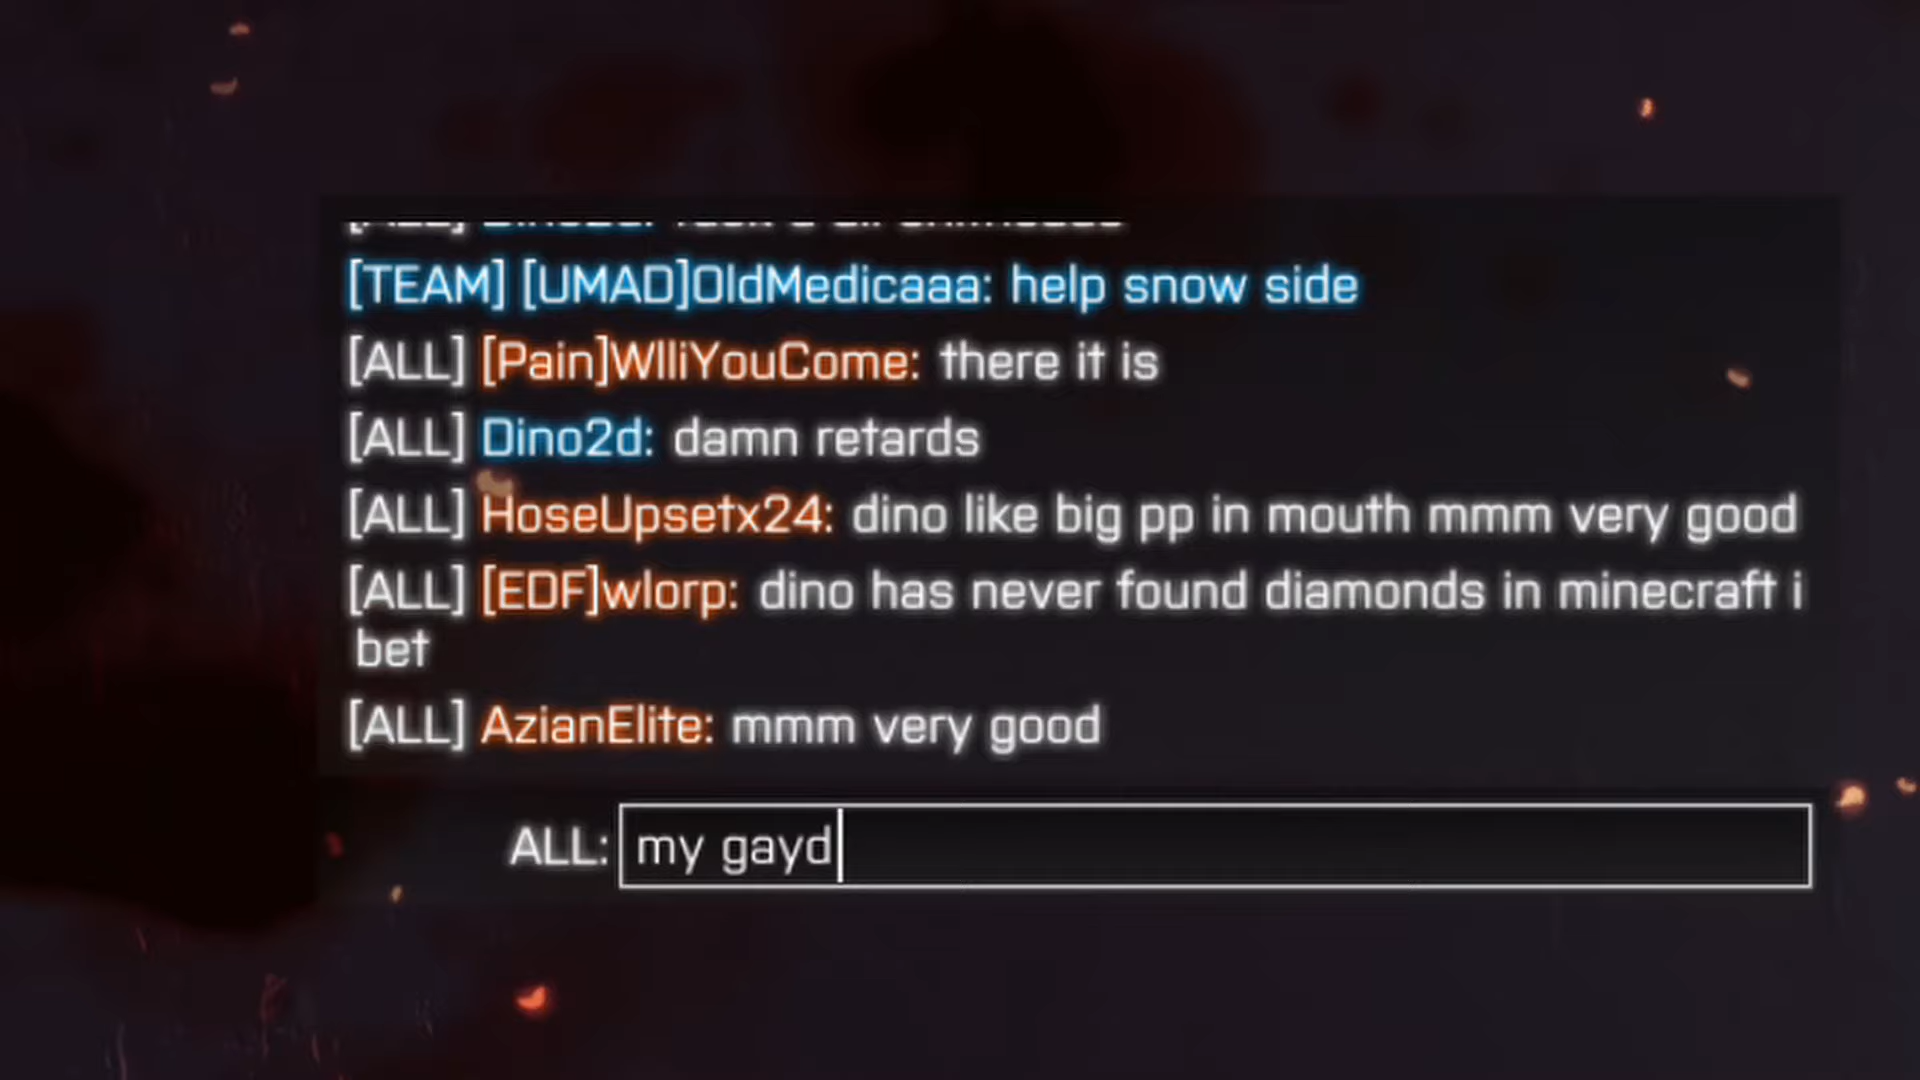 [TEAM] [UMAD]OldMedicaaa: help snow side
[ALL] [Pain]WlliYouCome: there it is
[ALL] Dino2d: damn retards
[ALL] HoseUpsetx24: dino like big pp in mouth mmm very good
[ALL] [EDF]wlorp: dino has never found diamonds in minecraft i
bet
[ALL] AzianElite: mmm very good
ALL: my gayd